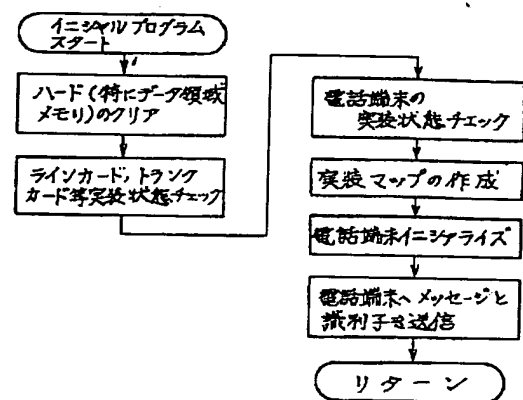 イニシャルプログラム
スタート
ハード(特にデータ領域
メモリ)のクリア
ラインカード,トランク
カード等実装状態チェック
電話端末の
実装状態チェック
実装マップの作成
電話端末イニシャライズ
電話端末へメッセージと
識別子を送信
リターン